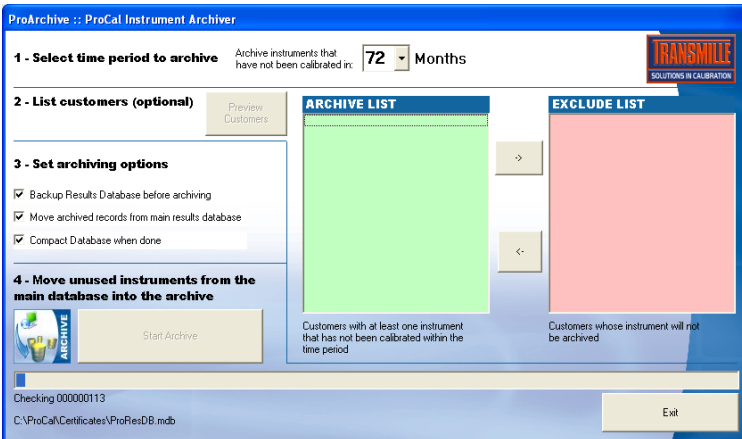 ProArchive :: ProCal Instrument Archiver
1 - Select time period to archive
Archive instruments that
have not been calibrated in:
72
Months
TRANSMILLE
SOLUTIONS IN CALIBRATION
2 - List customers (optional)
Preview
Customers
ARCHIVE LIST
EXCLUDE LIST
->
<-
3 - Set archiving options
Backup Results Database before archiving
Move archived records from main results database
Compact Database when done
4 - Move unused instruments from the
main database into the archive
ARCHIVE
Start Archive
Customers with at least one instrument
that has not been calibrated within the
time period
Customers whose instrument will not
be archived
Checking 000000113
C:\ProCal\Certificates\ProResDB.mdb
Exit